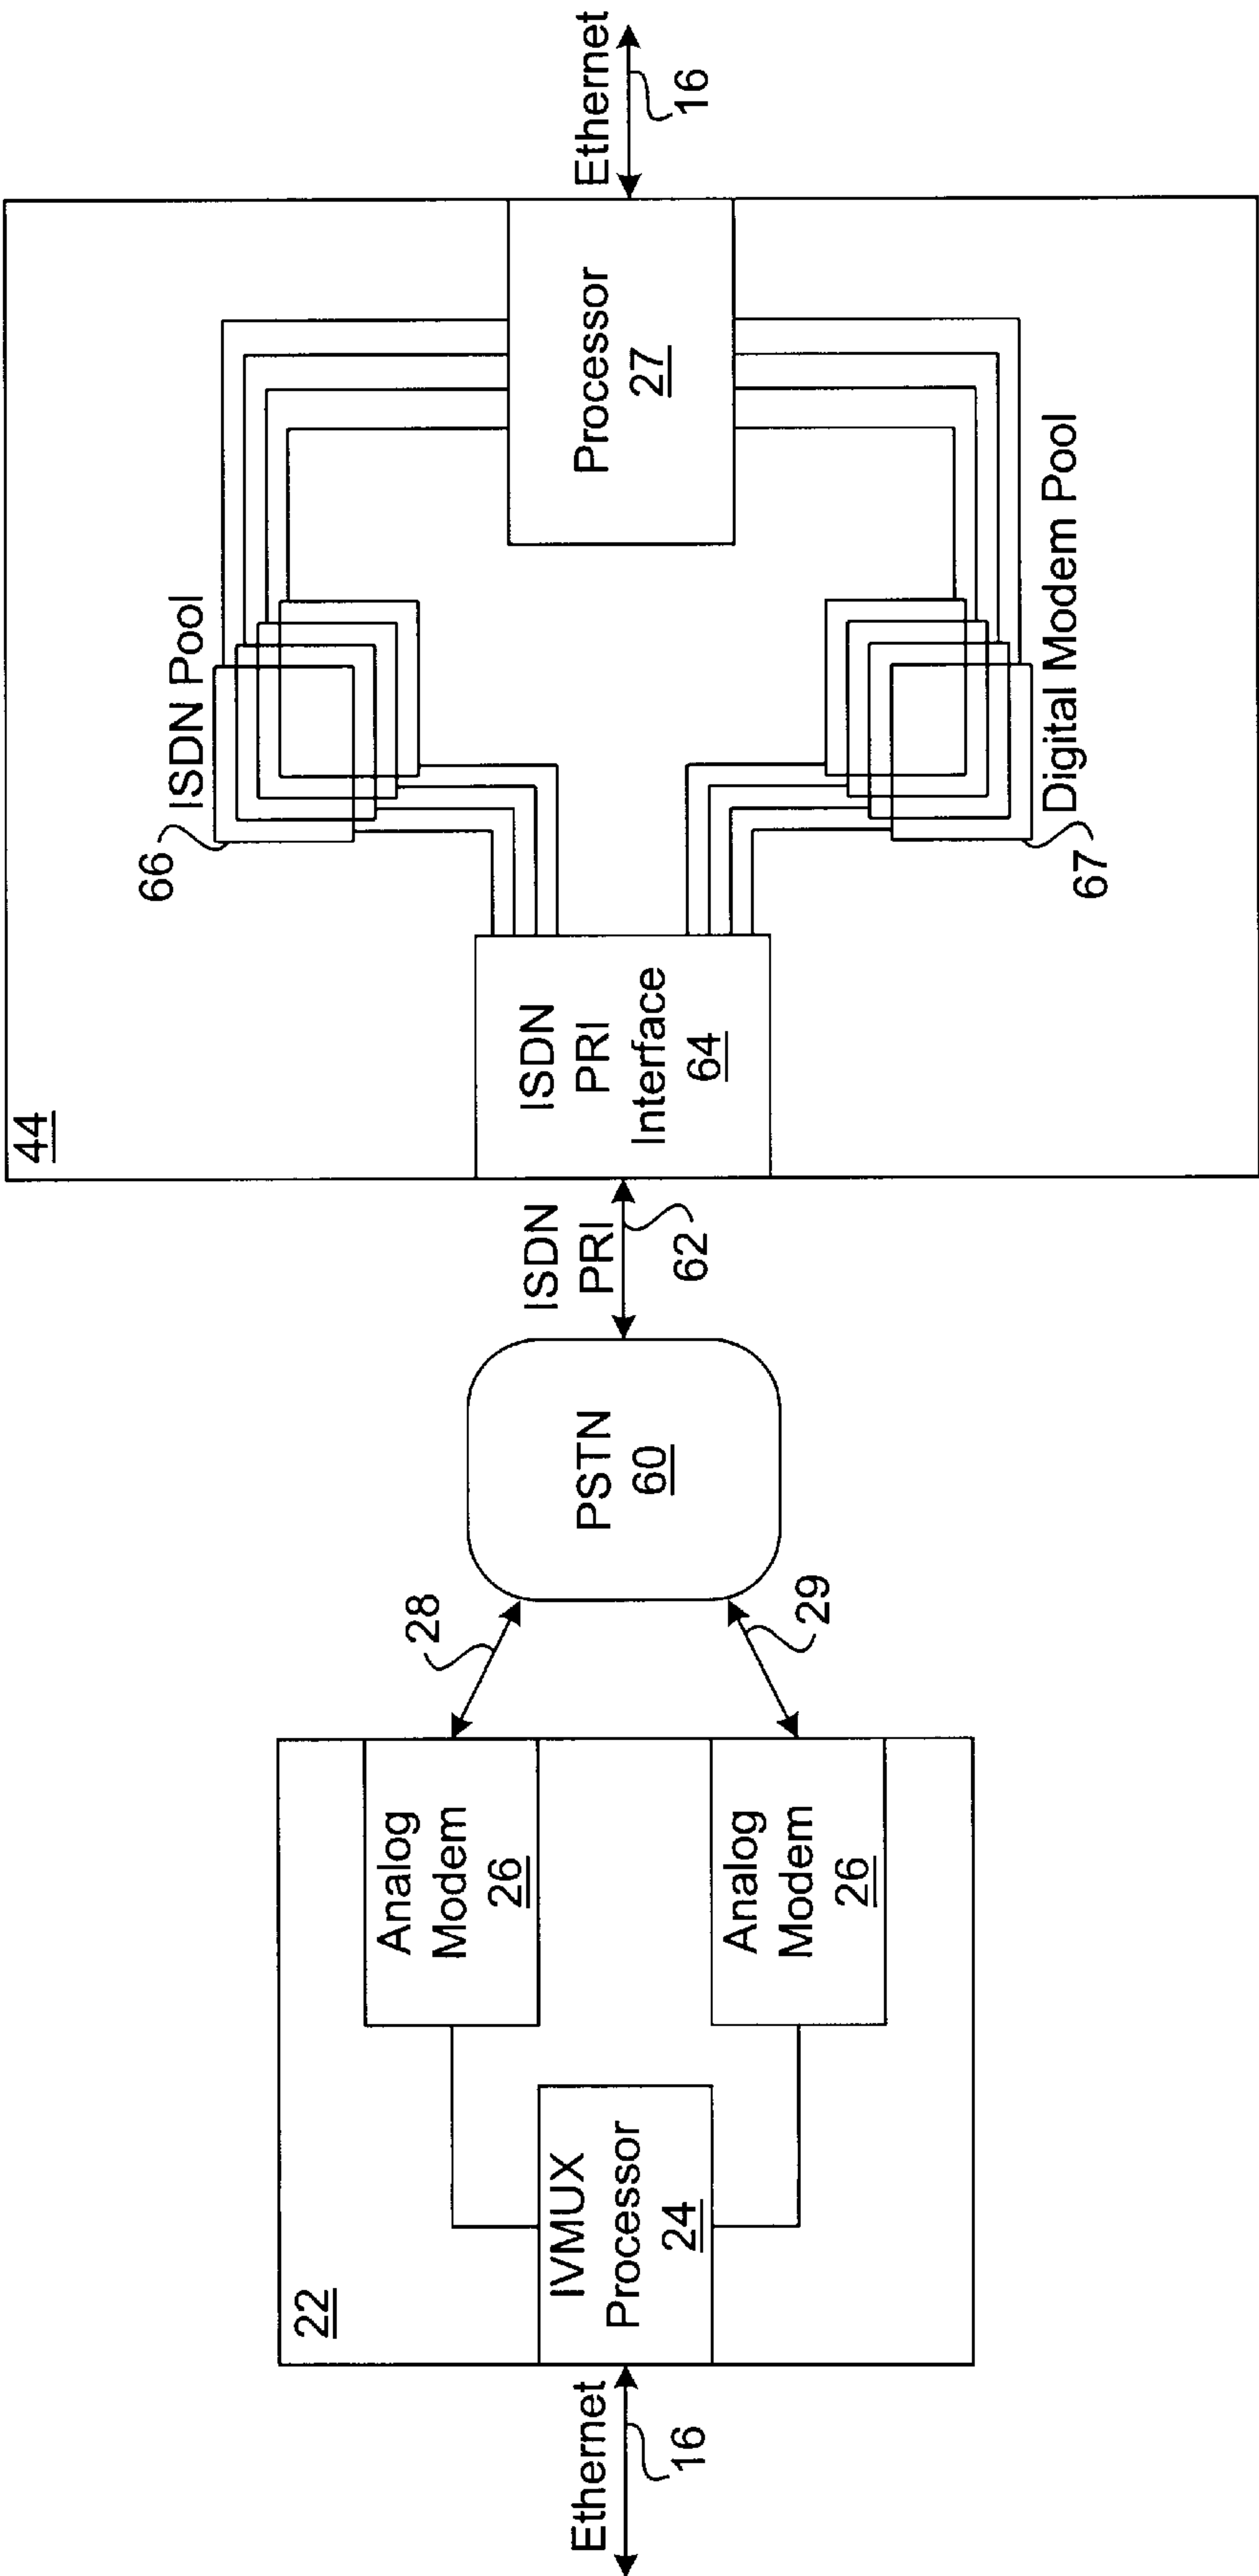 Ethernet
16
22
IVMUX
Processor
24
Analog
Modem
26
Analog
Modem
26
28
29
PSTN
60
ISDN
PRI
62
44
ISDN
PRI
Interface
64
66
ISDN Pool
67
Digital Modem Pool
Processor
27
Ethernet
16